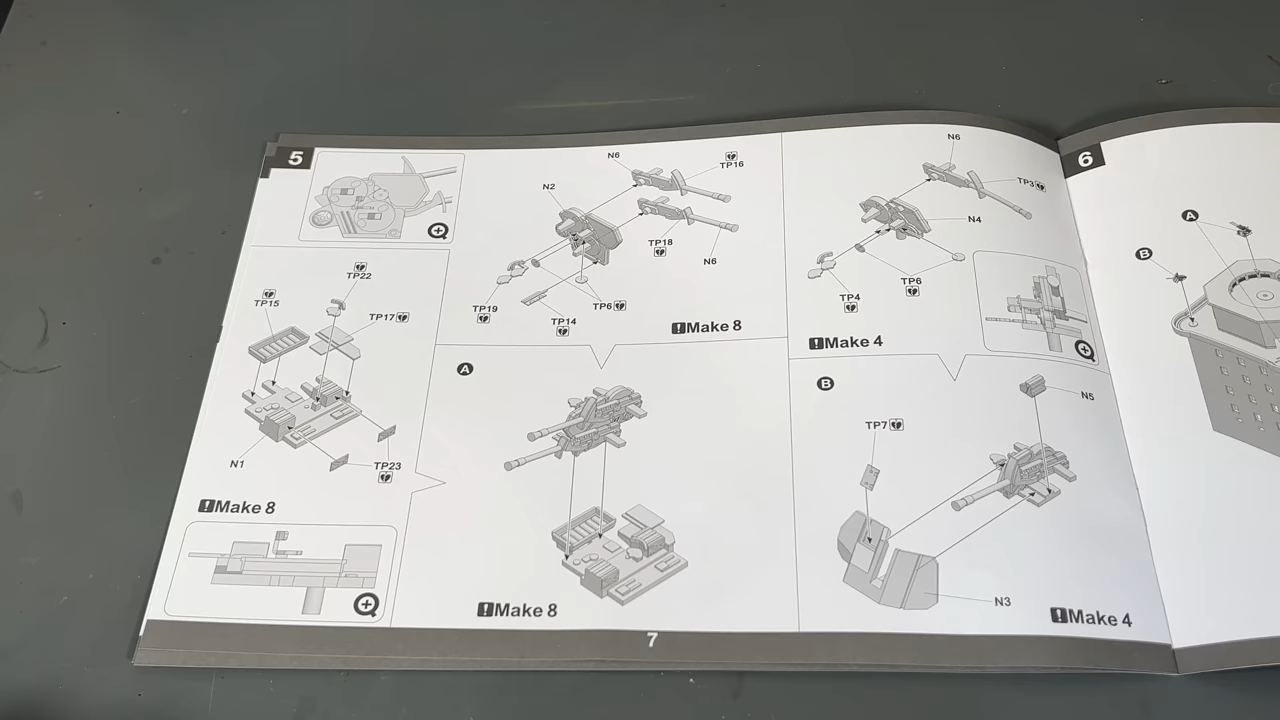 5
TP22
TP15
TP17
N1
TP23
!Make 8
N6
TP16
N2
TP18
N6
TP19
TP14
TP6
!Make 8
A
!Make 8
N6
TP3
N4
TP4
TP6
!Make 4
B
N5
TP7
N3
!Make 4
7
6
A
B